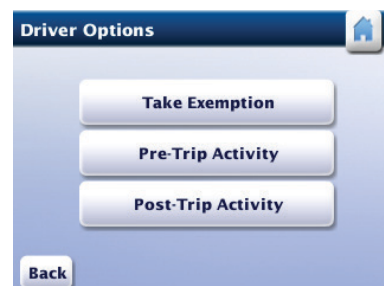 Driver Options
Take Exemption
Pre-Trip Activity
Post-Trip Activity
Back